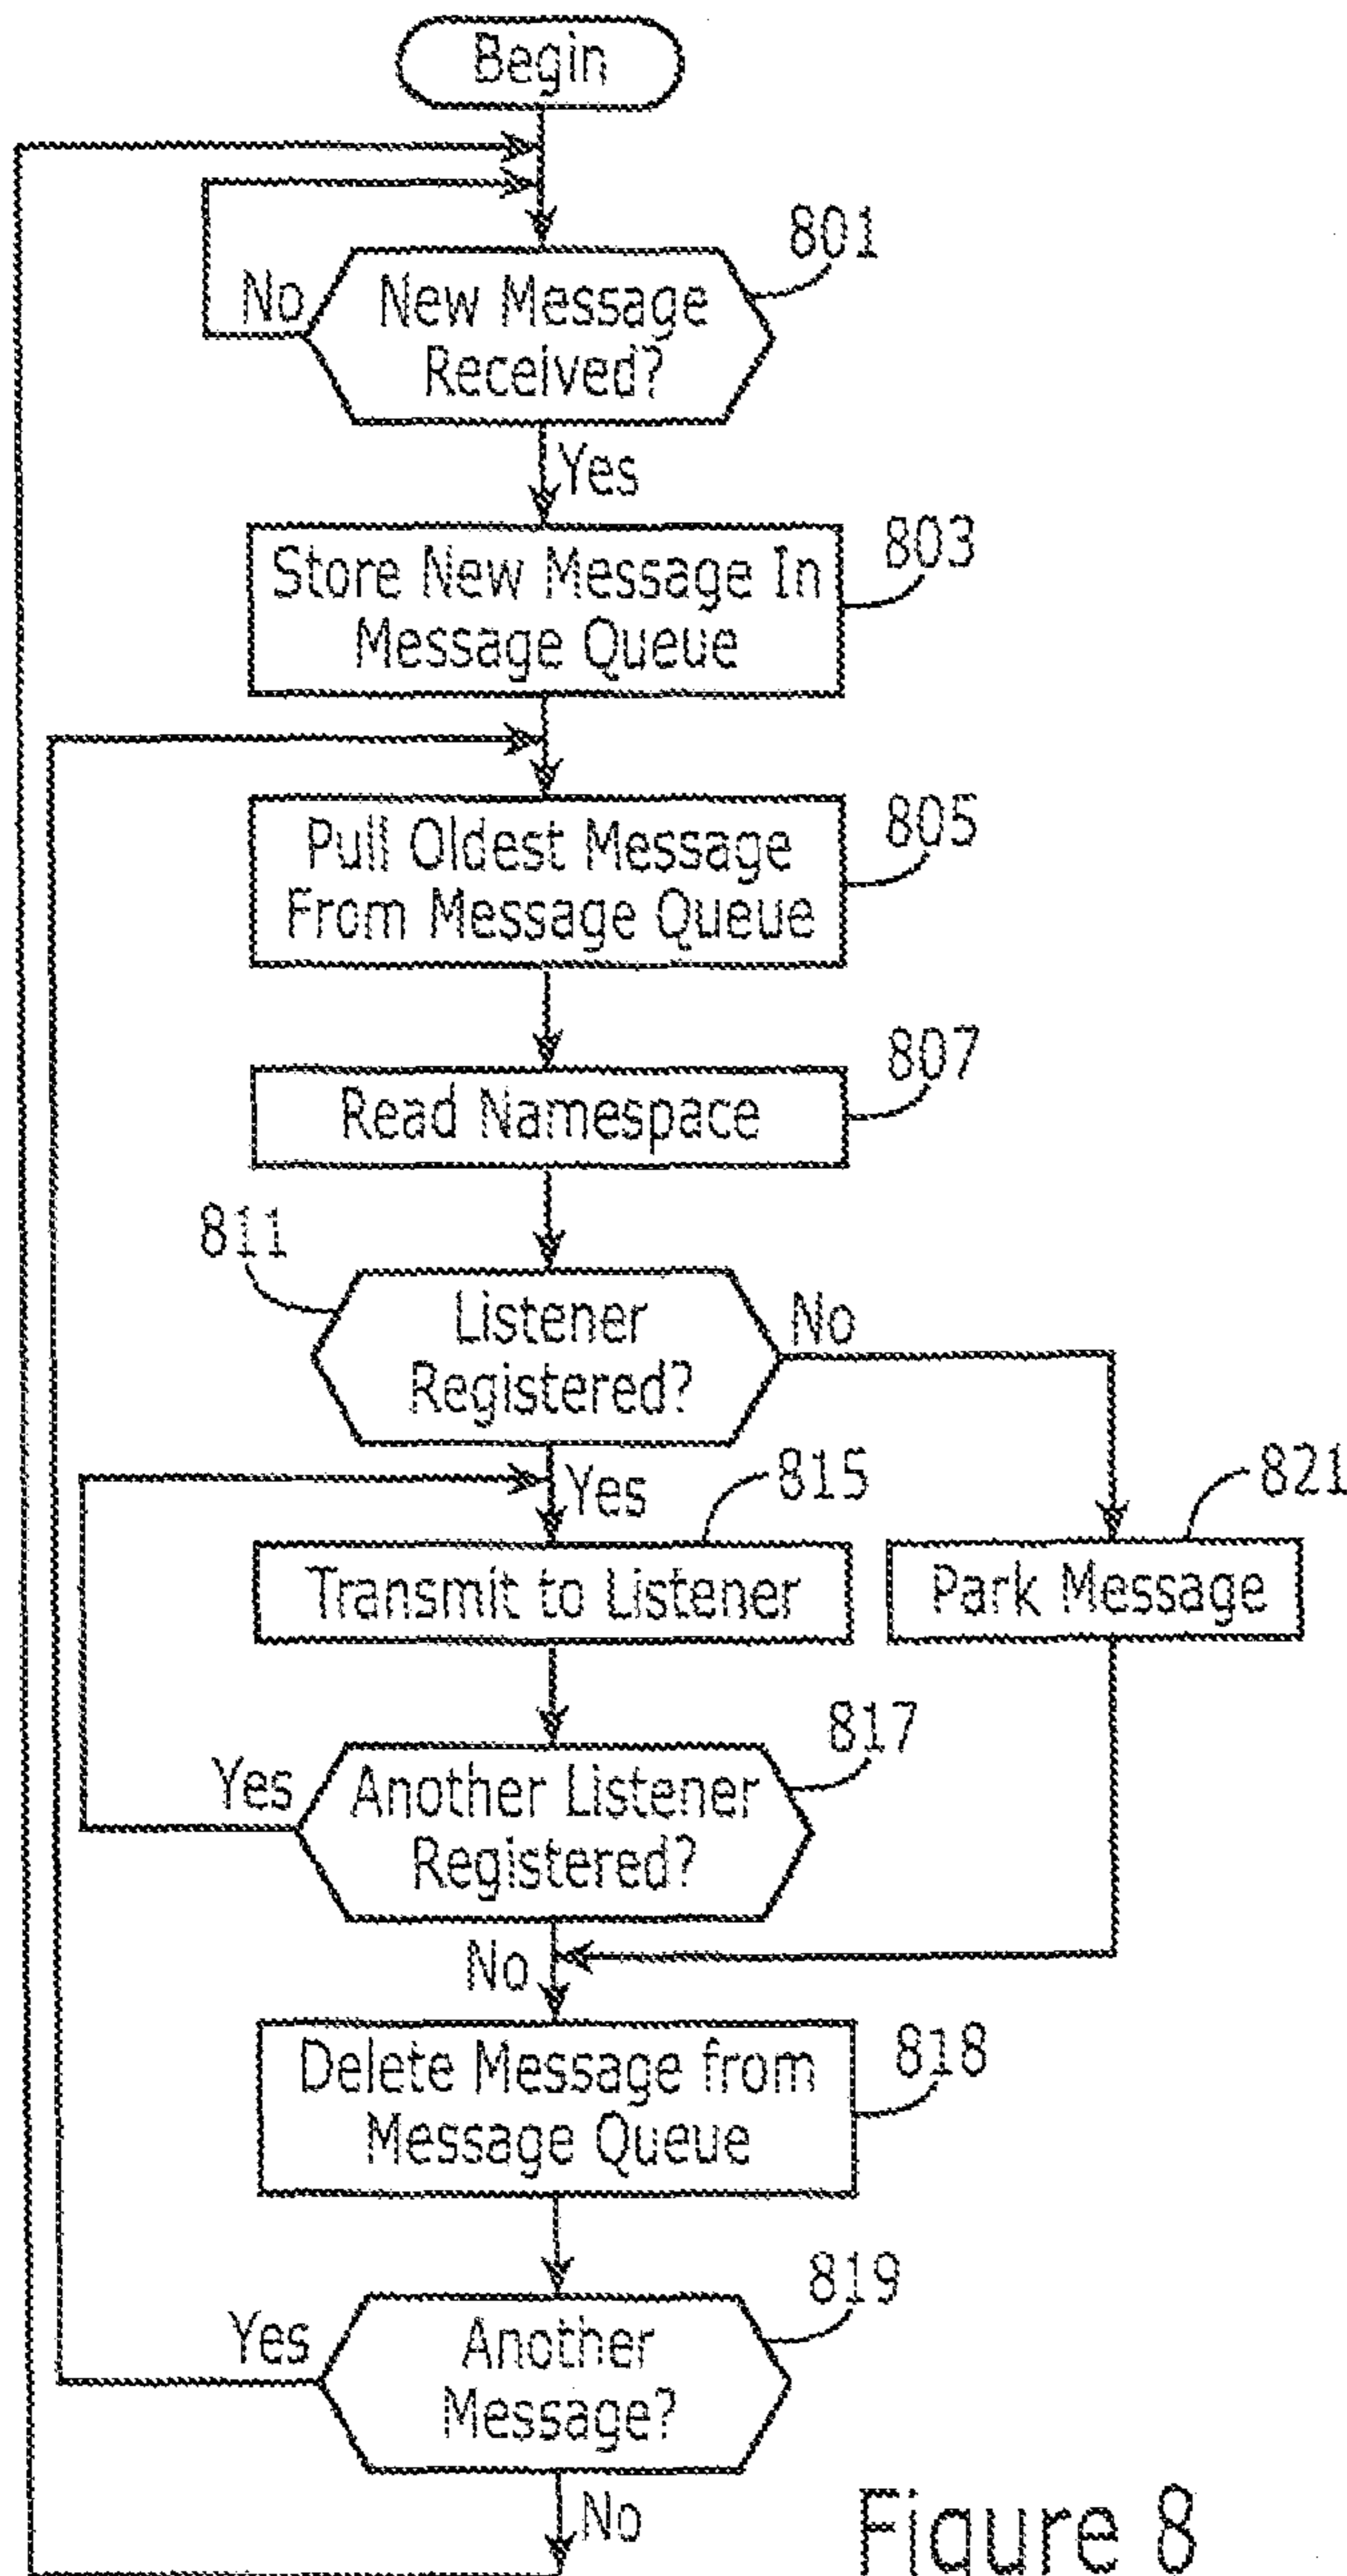 Begin
801
No
New Message
Received?
Yes
803
Store New Message In
Message Queue
805
Pull Oldest Message
From Message Queue
807
Read Namespace
811
Listener
Registered?
No
Yes
815
821
Transmit to Listener
Park Message
817
Yes
Another Listener
Registered?
No
818
Delete Message from
Message Queue
819
Yes
Another
Message?
No
Figure 8